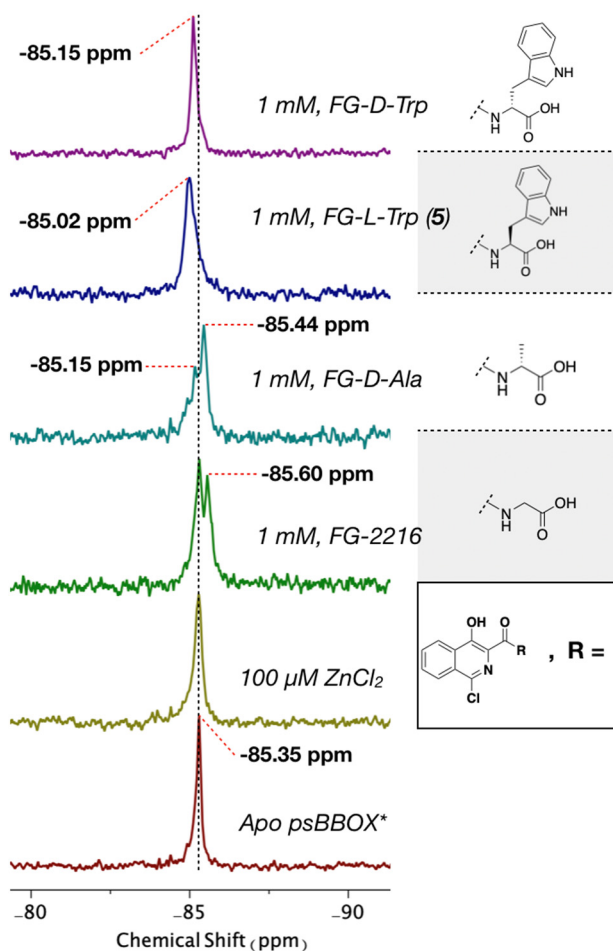 -85.15 ppm
1 mM, FG-D-Trp
NH
N
H
OH
O
-85.02 ppm
1 mM, FG-L-Trp (5)
NH
N
H
OH
O
-85.44 ppm
-85.15 ppm
1 mM, FG-D-Ala
N
H
OH
O
-85.60 ppm
1 mM, FG-2216
N
H
OH
O
OH O
R
N
Cl
, R =
100 µM ZnCl₂
-85.35 ppm
Apo psBBOX*
−80 −85 −90
Chemical Shift (ppm)